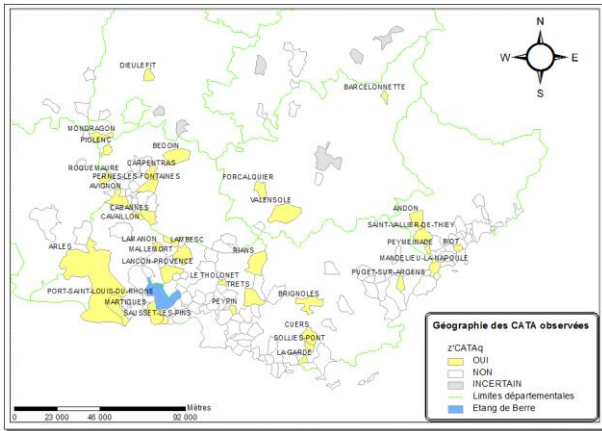 N
W E
S
DIEULEFIT
BARCELONNETTE
MONDRAGON
PIOLENC
BEDOIN
ROQUEMAURE
CARPENTRAS
PERNES-LES-FONTAINES
AVIGNON
FORCALQUIER
CABANNES
VALENSOLE
CAVAILLON
ANDON
SAINT-VALLIER-DE-THIEY
LAMANON
LAMBESC
ARLES
MALLEMORT
RIANS
PEYMEINADE
BIOT
LANCON-PROVENCE
MANDELIEU-LA-NAPOULE
LE THOLONET
PUGET-SUR-ARGENS
PORT-SAINT-LOUIS-DU-RHONE
TRETS
BRIGNOLES
MARTIGUES
PEYPIN
SAUSSET-LES-PINS
CUERS
SOLLIES-PONT
LA GARDE
Géographie des CATA observées
z'CATAq
OUI
NON
INCERTAIN
Limites départementales
Etang de Berre
Mètres
0 23 000 46 000 92 000